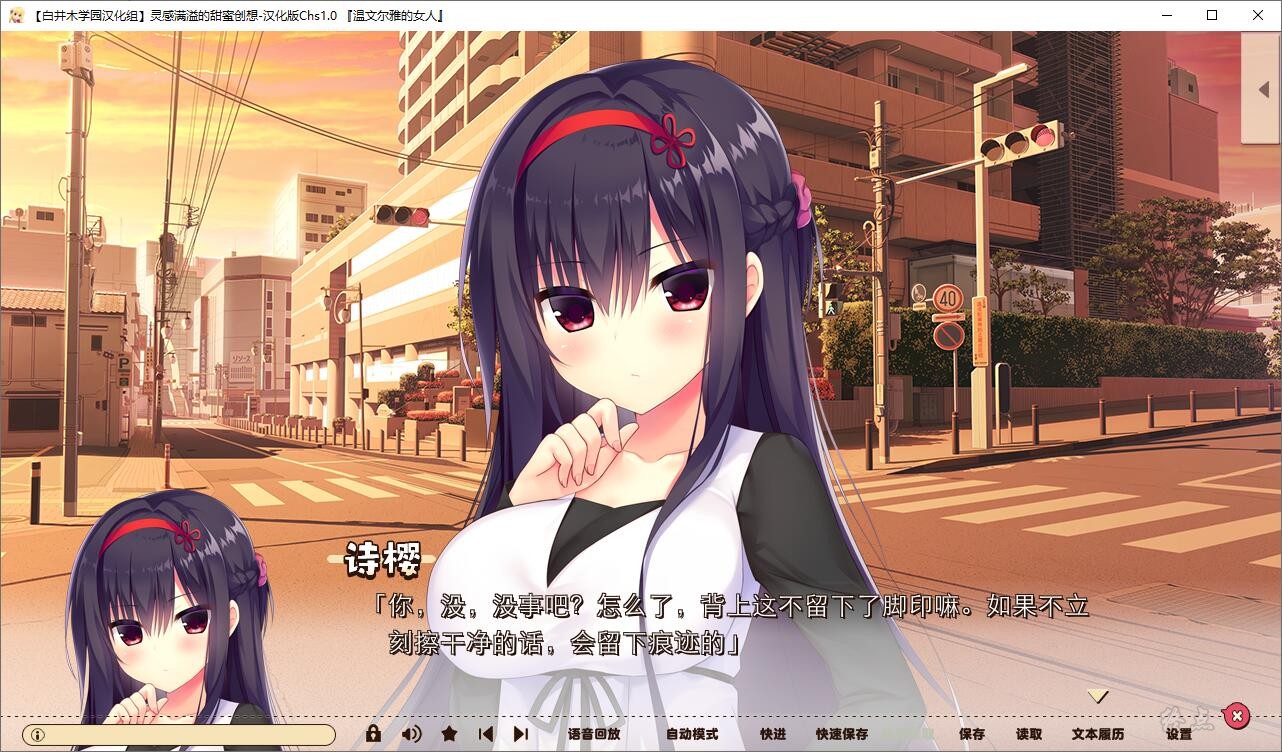 【白井木学园汉化组】灵感满溢的甜蜜创想-汉化版Chs1.0 『温文尔雅的女人』
40
P
リソース
诗樱
「你，没，没事吧？怎么了，背上这不留下了脚印嘛。如果不立
刻擦干净的话，会留下痕迹的」
语音回放 自动模式 快进 快速保存 保存 读取 文本履历 设置